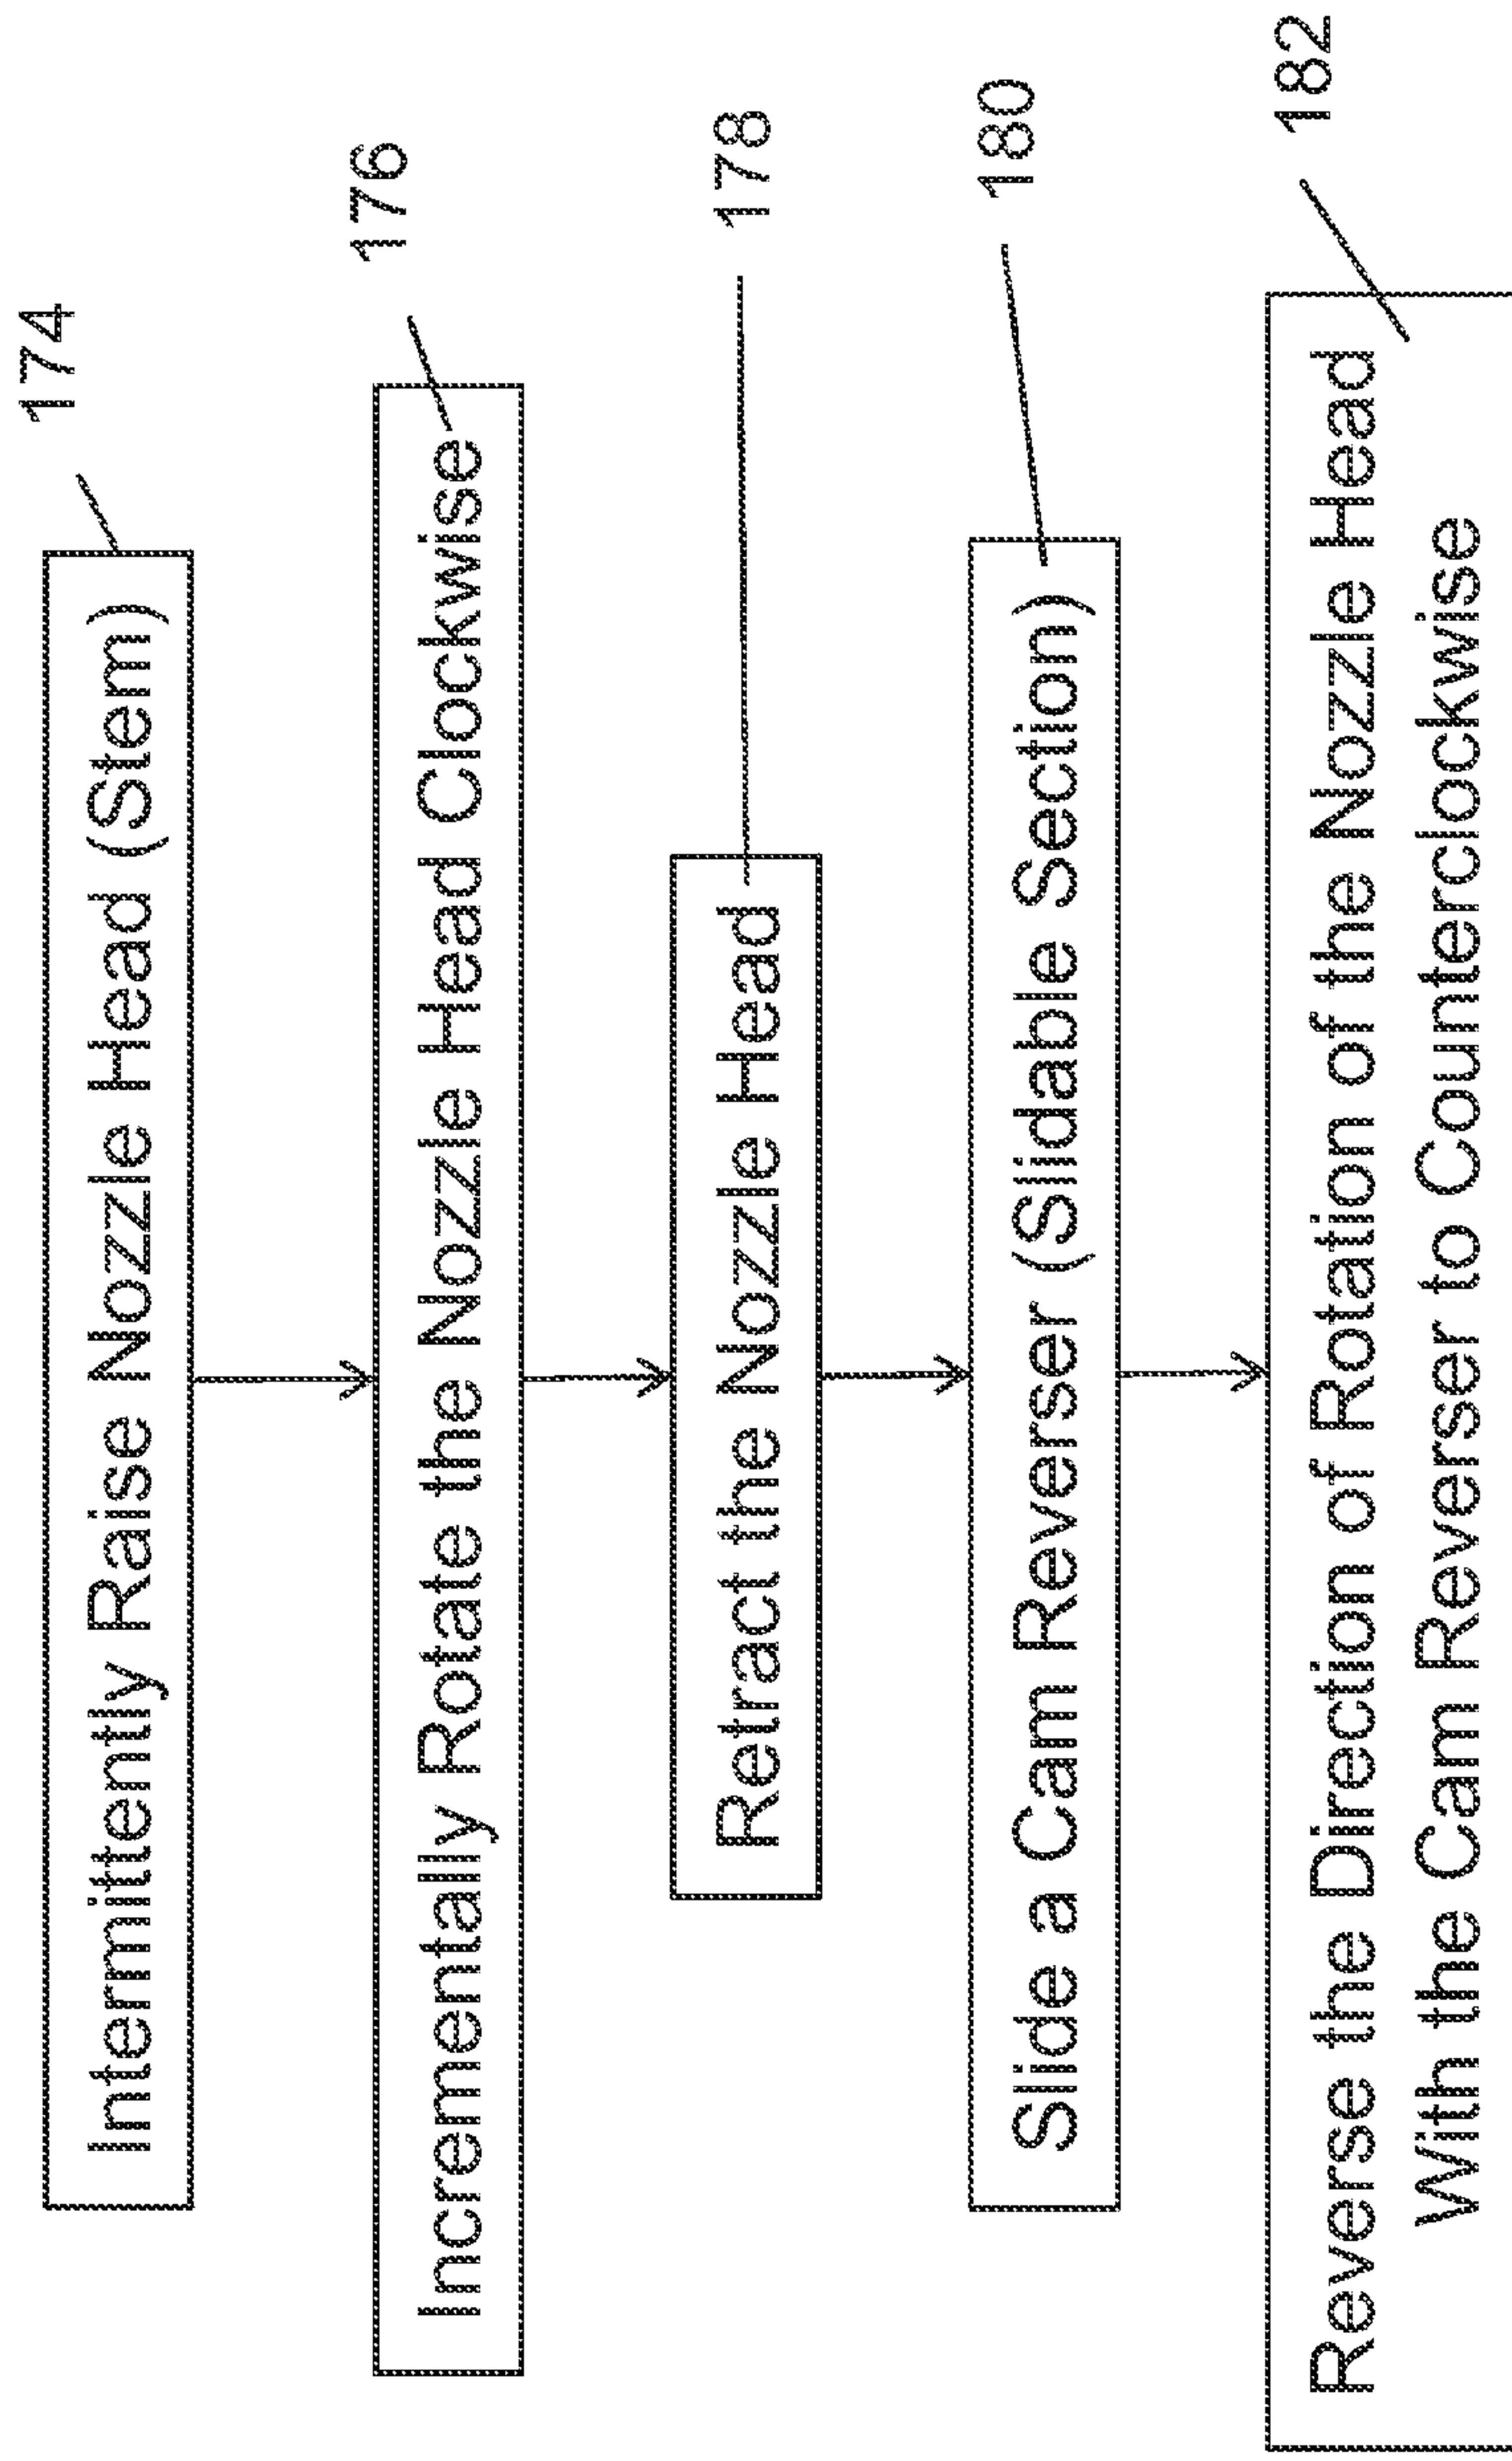 174
Intermittently Raise Nozzle Head (Stem)
176
Incrementally Rotate the Nozzle Head Clockwise
178
Retract the Nozzle Head
180
Slide a Cam Reverser (Slidable Section)
182
Reverse the Direction of Rotation of the Nozzle Head
With the Cam Reverser to Counterclockwise